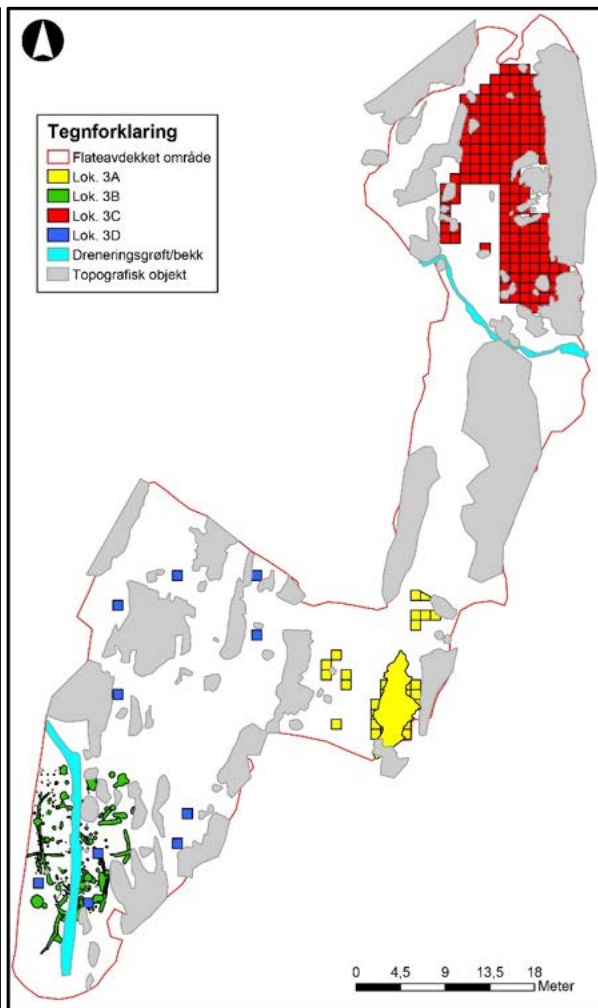 Tegnforklaring
Flateavdekket område
Lok. 3A
Lok. 3B
Lok. 3C
Lok. 3D
Dreneringsgrøft/bekk
Topografisk objekt
0 4,5 9 13,5 18
Meter